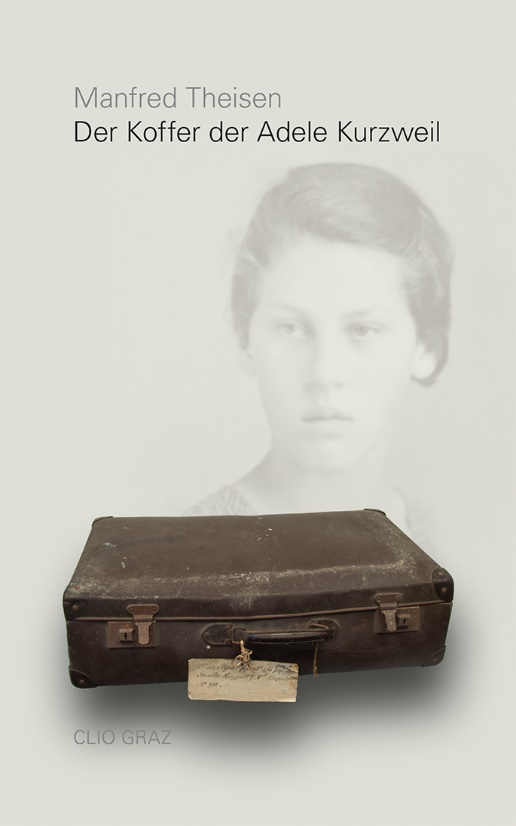 Manfred Theisen
Der Koffer der Adele Kurzweil
CLIO GRAZ